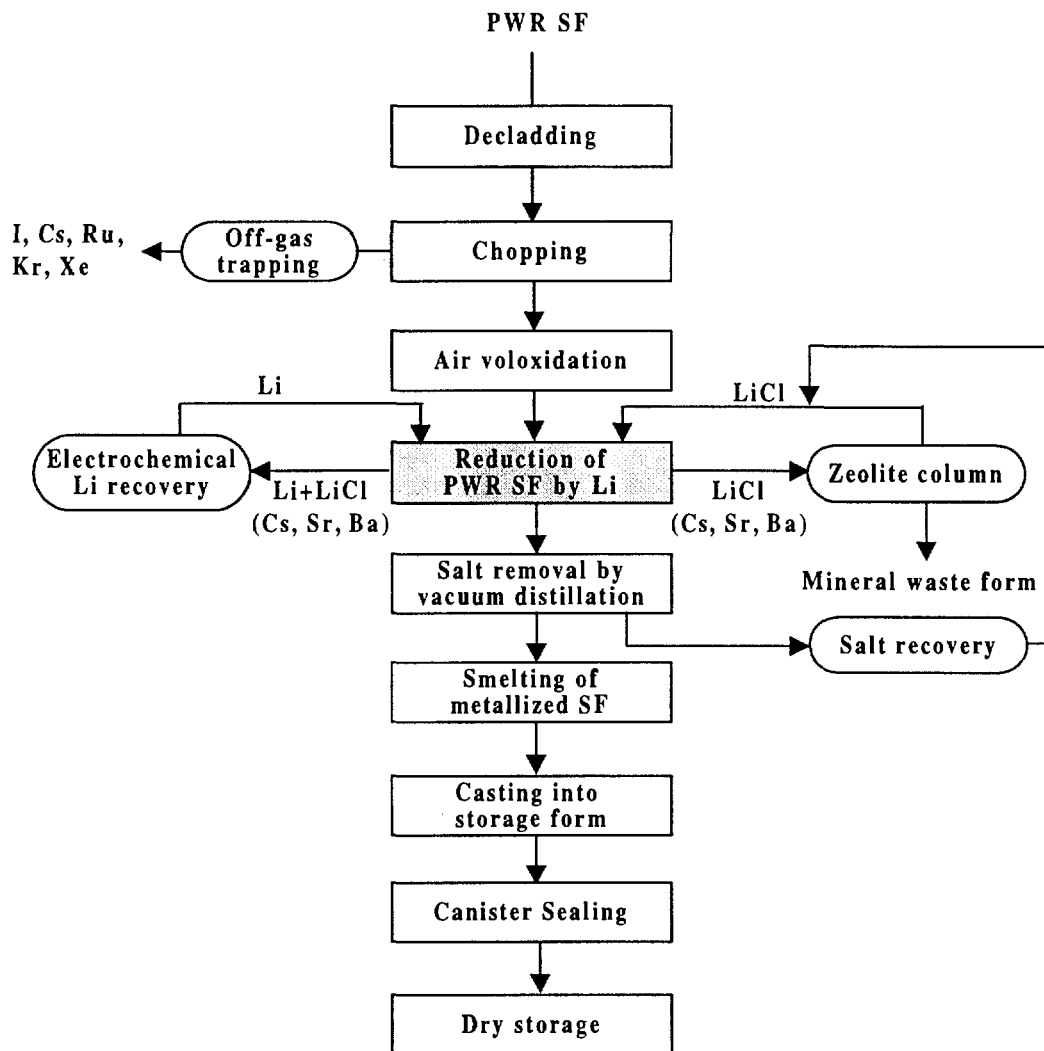 PWR SF
Decladding
I, Cs, Ru,
Kr, Xe
Off-gas
trapping
Chopping
Air voloxidation
Li
LiCl
Electrochemical
Li recovery
Li+LiCl
(Cs, Sr, Ba)
Reduction of
PWR SF by Li
LiCl
(Cs, Sr, Ba)
Zeolite column
Mineral waste form
Salt removal by
vacuum distillation
Salt recovery
Smelting of
metallized SF
Casting into
storage form
Canister Sealing
Dry storage